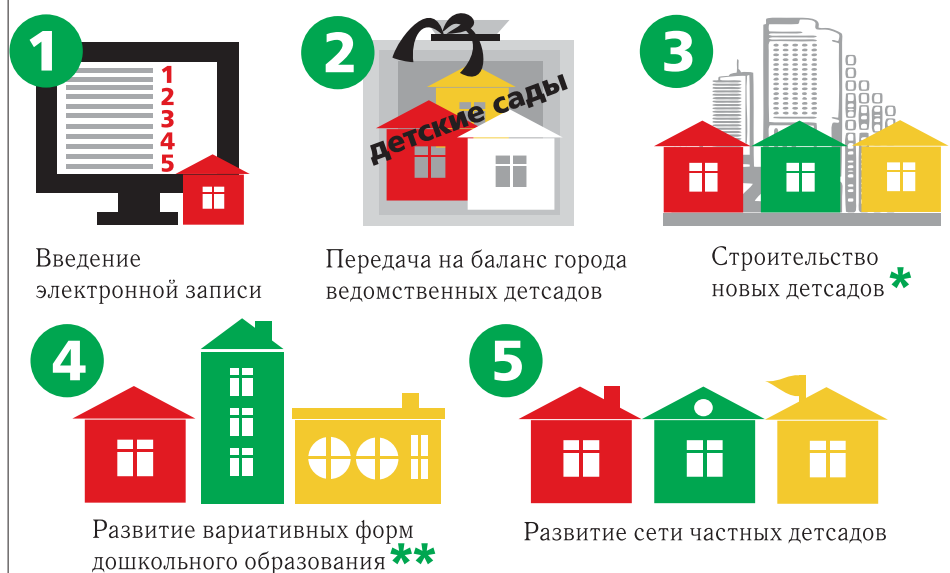 1
1
2
3
4
5
Введение
электронной записи
2
детские сады
Передача на баланс города
ведомственных детсадов
3
Строительство
новых детсадов *
4
Развитие вариативных форм
дошкольного образования **
5
Развитие сети частных детсадов